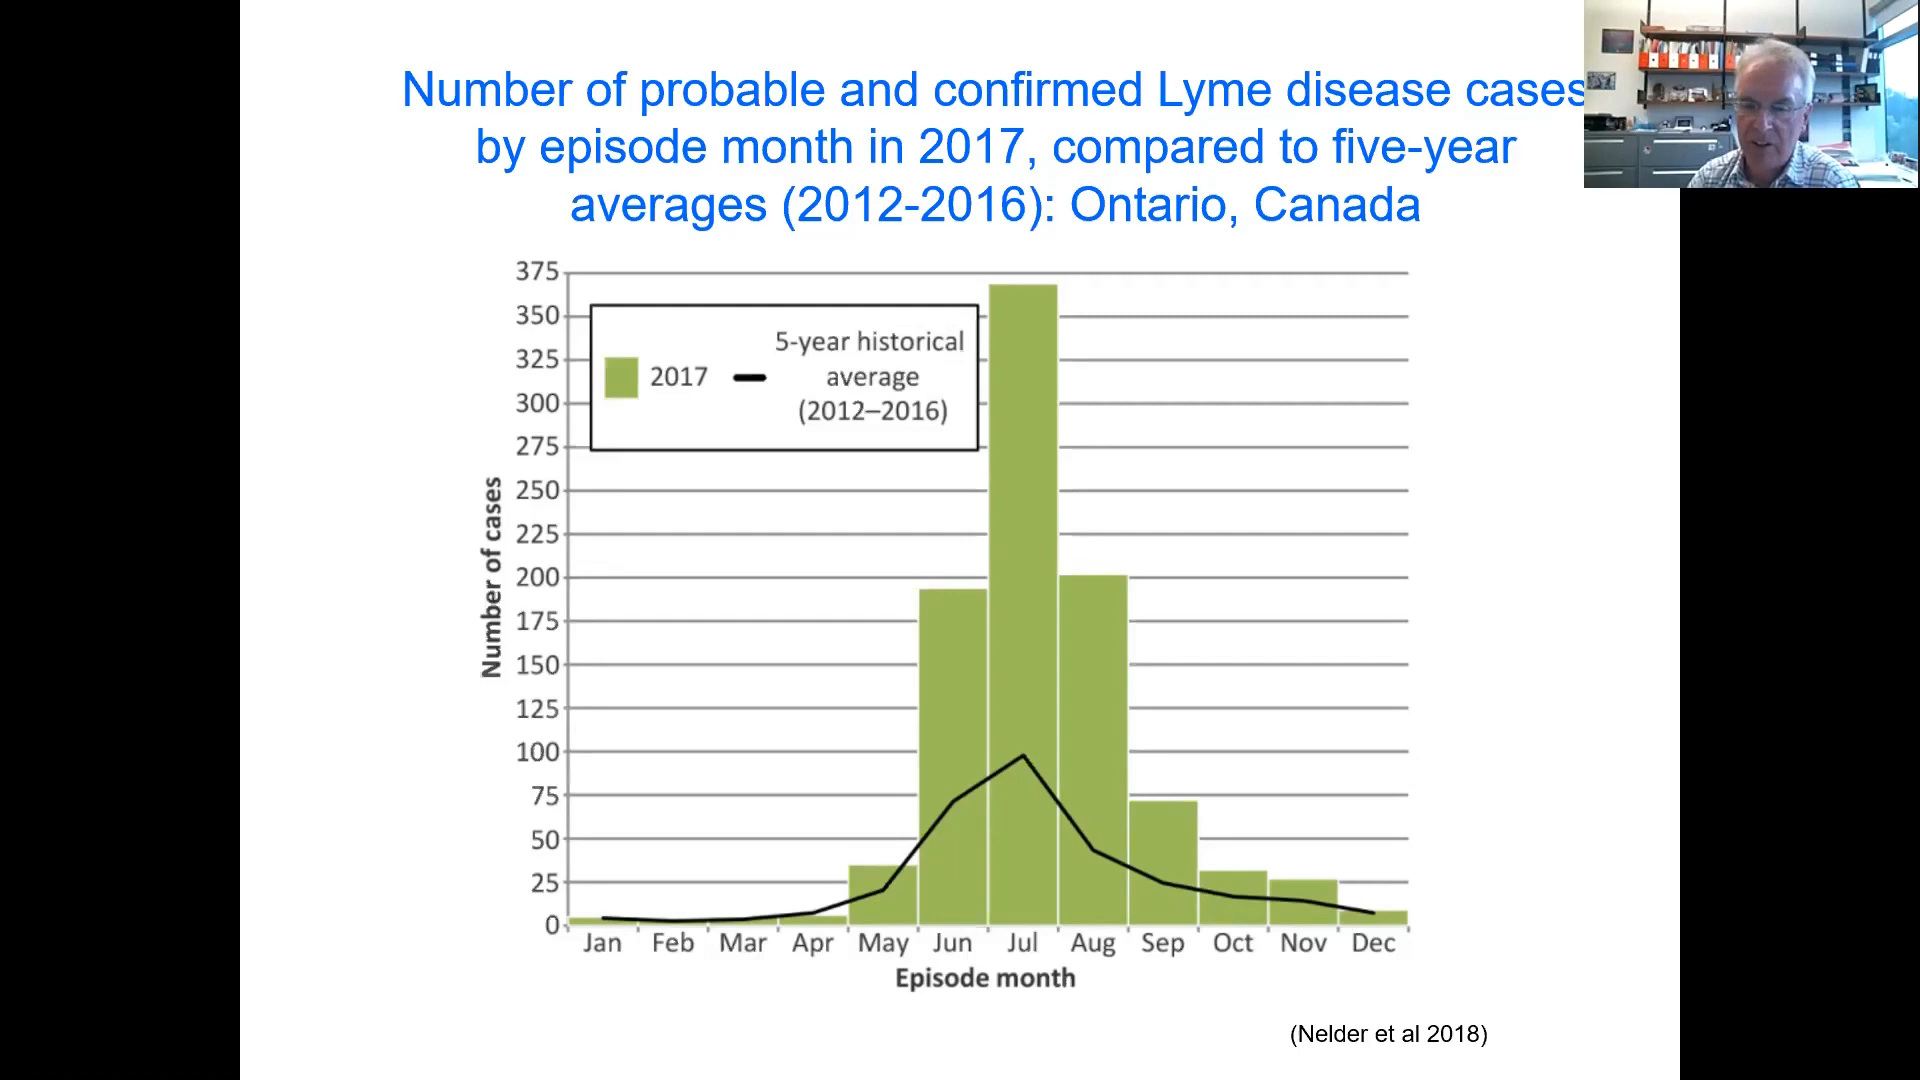 Number of probable and confirmed Lyme disease cases
by episode month in 2017, compared to five-year
averages (2012-2016): Ontario, Canada
375
350
325
300
275
250
225
200
175
150
125
100
75
50
25
0
Number of cases
2017
5-year historical
average
(2012–2016)
Jan Feb Mar Apr May Jun Jul Aug Sep Oct Nov Dec
Episode month
(Nelder et al 2018)